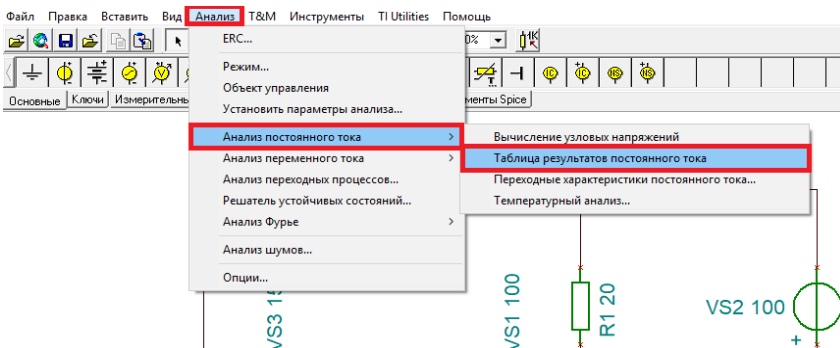 Файл Правка Вставить Вид Анализ T&M Инструменты TI Utilities Помощь
0%
1K
ERC...
Режим...
Объект управления
Установить параметры анализа...
Основные Ключи Измерительны
менты Spice
Анализ постоянного тока >
Вычисление узловых напряжений
Анализ переменного тока >
Таблица результатов постоянного тока
Анализ переходных процессов...
Переходные характеристики постоянного тока...
Решатель устойчивых состояний...
Температурный анализ...
Анализ Фурье >
Анализ шумов...
Опции...
VS1 100
R1 20
VS2 100
VS3